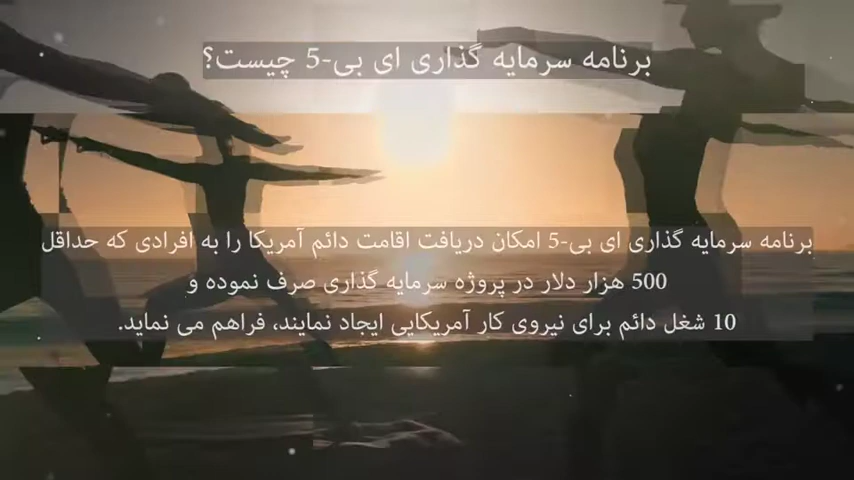 برنامه سرمایه گذاری ای بی-5 چیست؟
برنامه سرمایه گذاری ای بی-5 امکان دریافت اقامت دائم آمریکا را به افرادی که حداقل
500 هزار دلار در پروژه سرمایه گذاری صرف نموده و
10 شغل دائم برای نیروی کار آمریکایی ایجاد نمایند، فراهم می نماید.